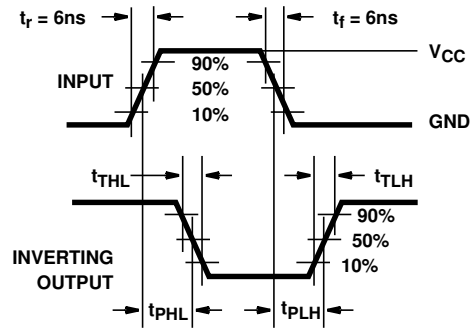 tr = 6ns
tf = 6ns
VCC
90%
INPUT
50%
10%
GND
tTHL
tTLH
90%
50%
INVERTING
OUTPUT
10%
tPHL
tPLH